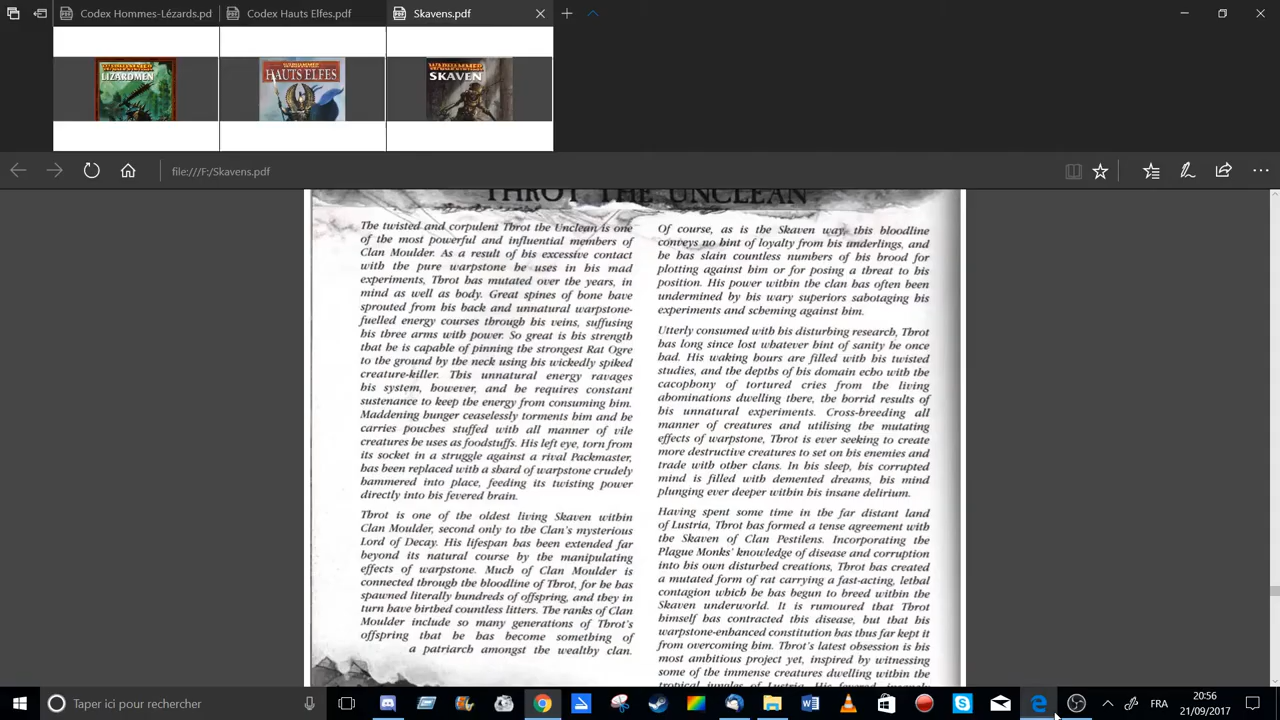 Codex Hommes-Lézards.pd
Codex Hauts Elfes.pdf
Skavens.pdf
WARHAMMER
LIZARDMEN
WARHAMMER
HAUTS ELFES
WARHAMMER
SKAVEN
file:///F:/Skavens.pdf
THROT THE UNCLEAN
The twisted and corpulent Throt the Unclean is one
of the most powerful and influential members of
Clan Moulder. As a result of his excessive contact
with the pure warpstone he uses in his mad
experiments, Throt has mutated over the years, in
mind as well as body. Great spines of bone have
sprouted from his back and unnatural warpstone-
fuelled energy courses through his veins, suffusing
his three arms with power. So great is his strength
that he is capable of pinning the strongest Rat Ogre
to the ground by the neck using his wickedly spiked
creature-killer. This unnatural energy ravages
his system, however, and he requires constant
sustenance to keep the energy from consuming him.
Maddening hunger ceaselessly torments him and he
carries pouches stuffed with all manner of vile
creatures he uses as foodstuffs. His left eye, torn from
its socket in a struggle against a rival Packmaster,
has been replaced with a shard of warpstone crudely
hammered into place, feeding its twisting power
directly into his fevered brain.
Throt is one of the oldest living Skaven within
Clan Moulder, second only to the Clan's mysterious
Lord of Decay. His lifespan has been extended far
beyond its natural course by the manipulating
effects of warpstone. Much of Clan Moulder is
connected through the bloodline of Throt, for he has
spawned literally hundreds of offspring, and they in
turn have birthed countless litters. The ranks of Clan
Moulder include so many generations of Throt's
offspring that he has become something of
a patriarch amongst the wealthy clan.
Of course, as is the Skaven way, this bloodline
conveys no hint of loyalty from his underlings, and
he has slain countless numbers of his brood for
plotting against him or for posing a threat to his
position. His power within the clan has often been
undermined by his wary superiors sabotaging his
experiments and scheming against him.
Utterly consumed with his disturbing research, Throt
has long since lost whatever hint of sanity he once
had. His waking hours are filled with his twisted
studies, and the depths of his domain echo with the
cacophony of tortured cries from the living
abominations dwelling there, the horrid results of
his unnatural experiments. Cross-breeding all
manner of creatures and utilising the mutating
effects of warpstone, Throt is ever seeking to create
more destructive creatures to set on his enemies and
trade with other clans. In his sleep, his corrupted
mind is filled with demented dreams, his mind
plunging ever deeper within his insane delirium.
Having spent some time in the far distant land
of Lustria, Throt has formed a tense agreement with
the Skaven of Clan Pestilens. Incorporating the
Plague Monks' knowledge of disease and corruption
into his own disturbed creations, Throt has created
a mutated form of rat carrying a fast-acting, lethal
contagion which he has begun to breed within the
Skaven underworld. It is rumoured that Throt
himself has contracted this disease, but that his
warpstone-enhanced constitution has thus far kept it
from overcoming him. Throt's latest obsession is his
most ambitious project yet, inspired by witnessing
some of the immense creatures dwelling within the
tropical jungles of Lustria. His fevered
Taper ici pour rechercher
FRA
20:56
21/09/2017